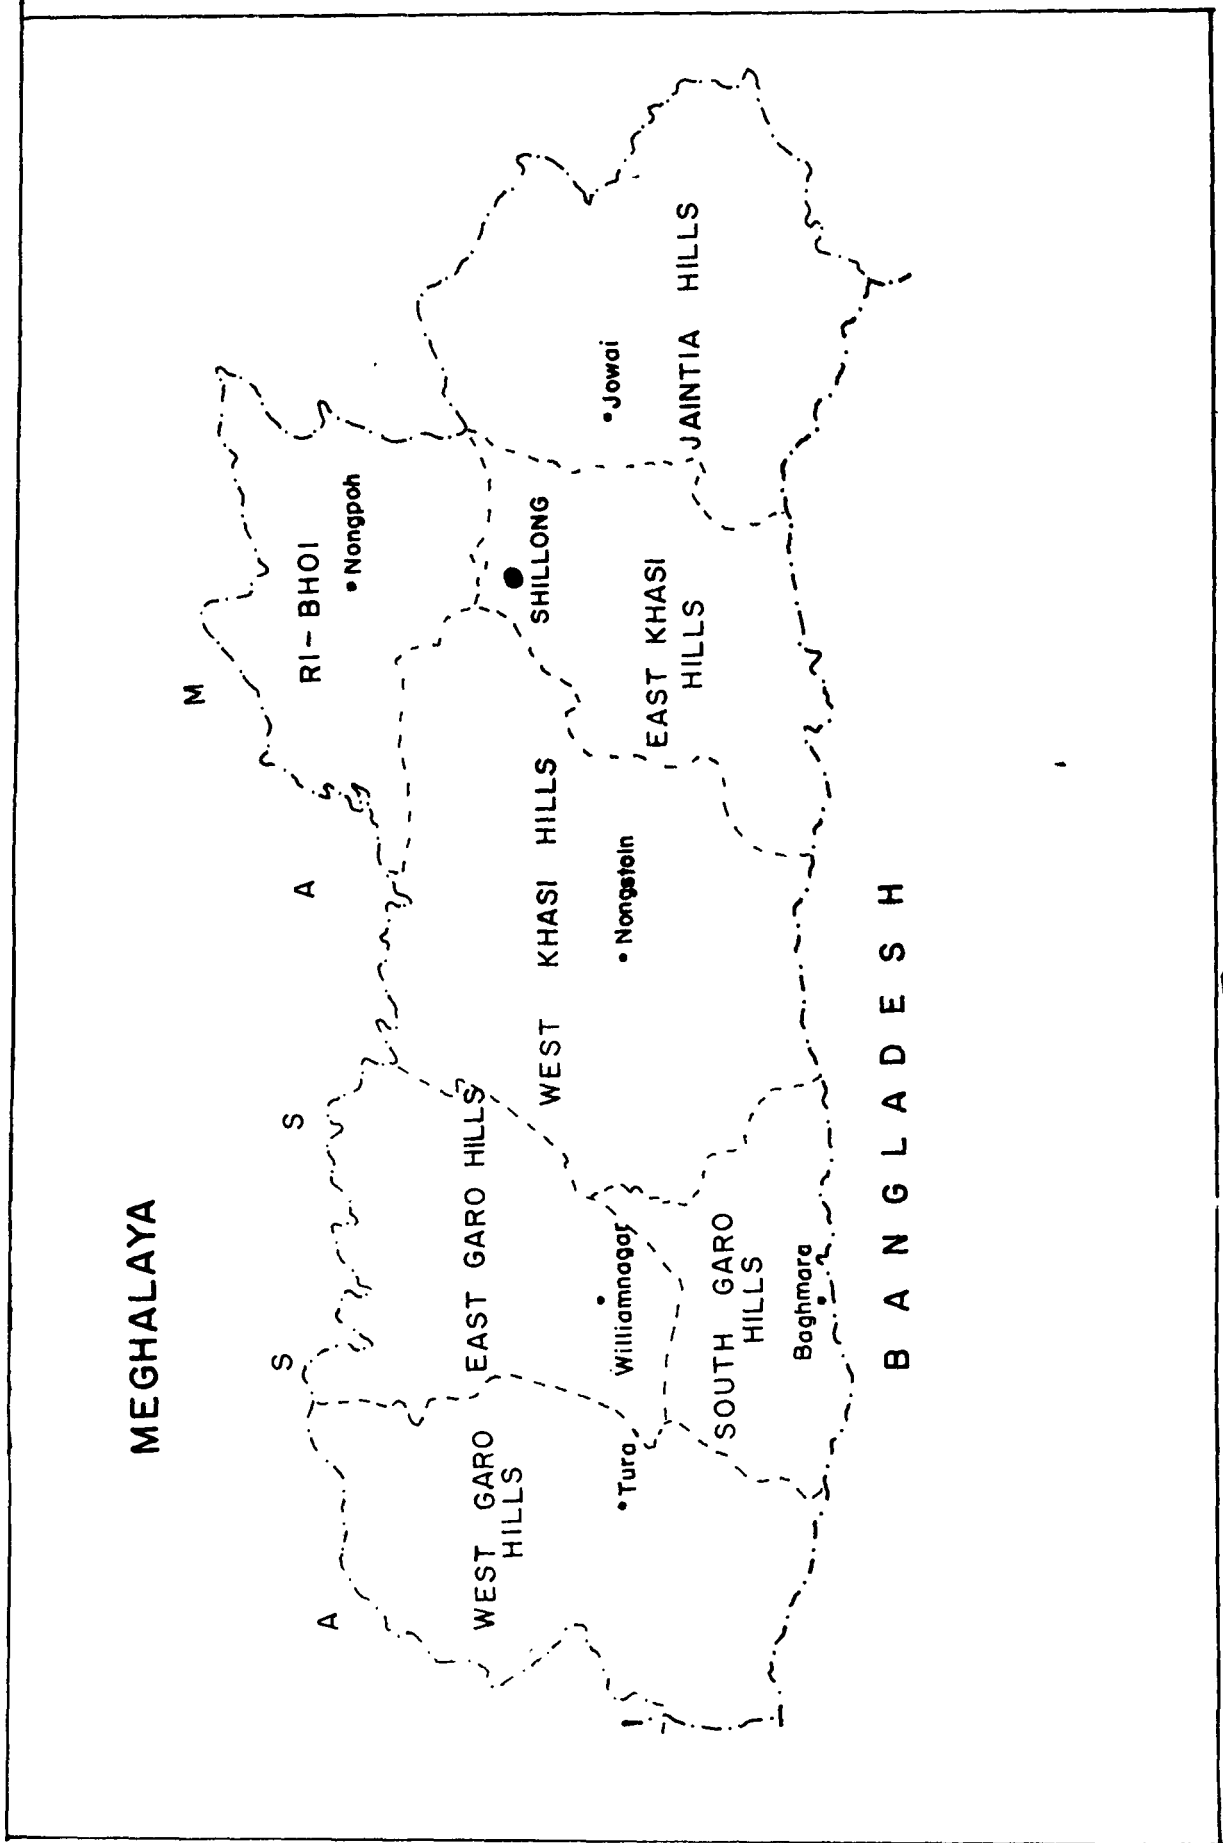 MEGHALAYA
A S S A M
RI-BHOI
Nongpoh
SHILLONG
EAST KHASI
HILLS
JAINTIA HILLS
Jowai
WEST KHASI HILLS
Nongstoin
EAST GARO HILLS
Williamnagar
WEST GARO
HILLS
Tura
SOUTH GARO
HILLS
Baghmara
BANGLADESH